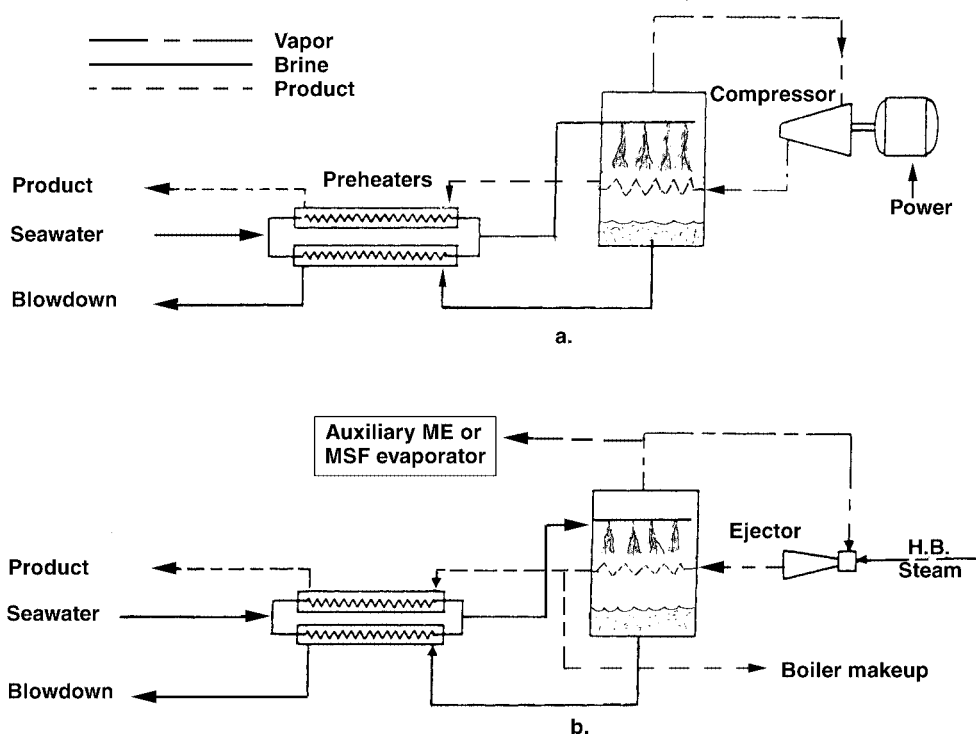 Vapor
Brine
Product
Compressor
Product
Preheaters
Seawater
Power
Blowdown
a.
Auxiliary ME or
MSF evaporator
Ejector
H.B.
Steam
Product
Seawater
Boiler makeup
Blowdown
b.